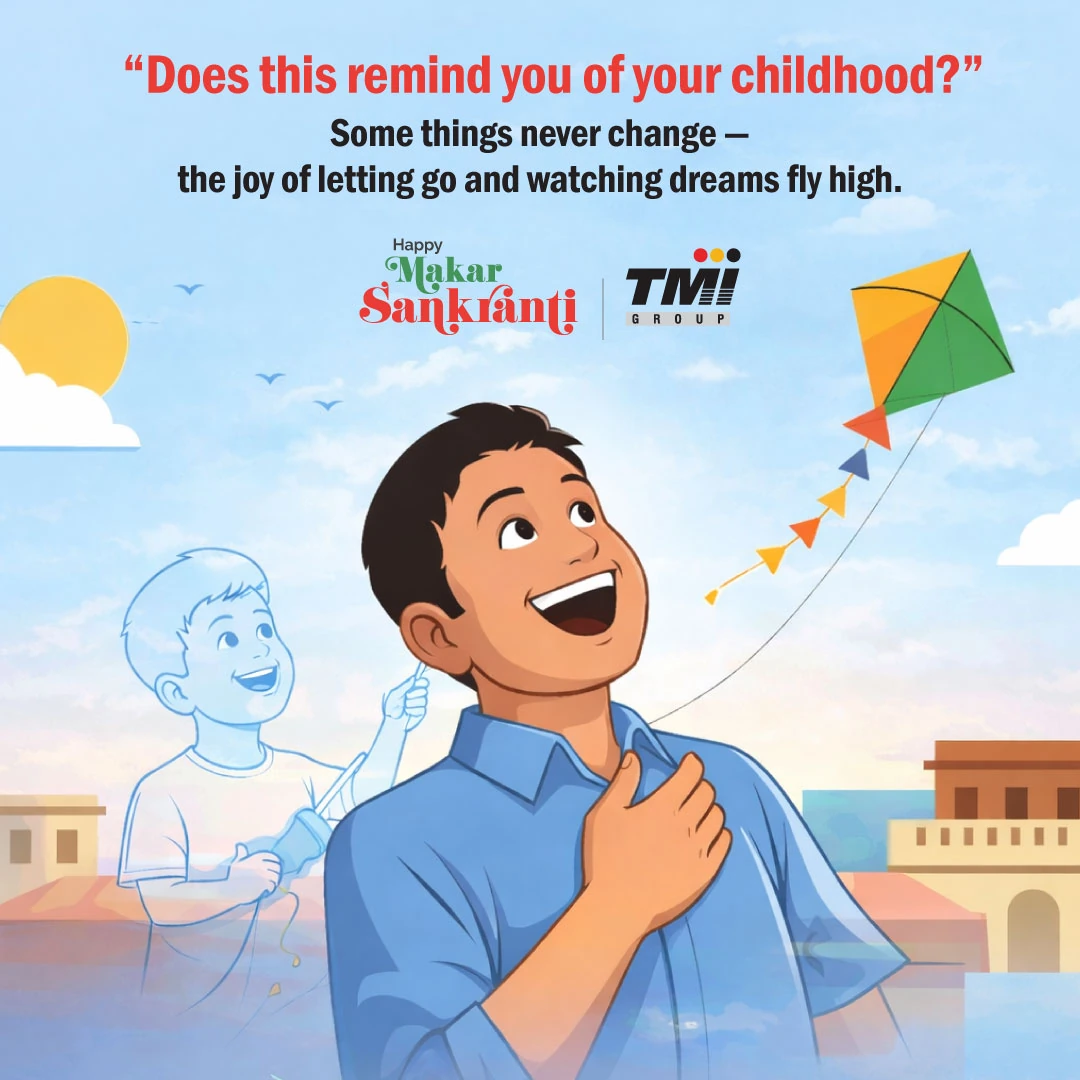 “Does this remind you of your childhood?”
Some things never change —
the joy of letting go and watching dreams fly high.
Happy
Makar
Sankranti
TMI
GROUP